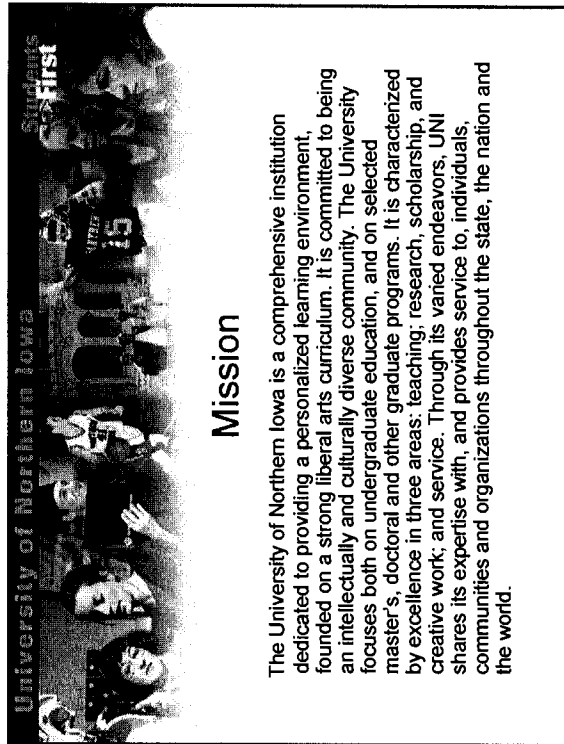 University of Northern Iowa
Students
First
15
Mission
The University of Northern Iowa is a comprehensive institution
dedicated to providing a personalized learning environment,
founded on a strong liberal arts curriculum. It is committed to being
an intellectually and culturally diverse community. The University
focuses both on undergraduate education, and on selected
master's, doctoral and other graduate programs. It is characterized
by excellence in three areas: teaching; research, scholarship, and
creative work; and service. Through its varied endeavors, UNI
shares its expertise with, and provides service to, individuals,
communities and organizations throughout the state, the nation and
the world.